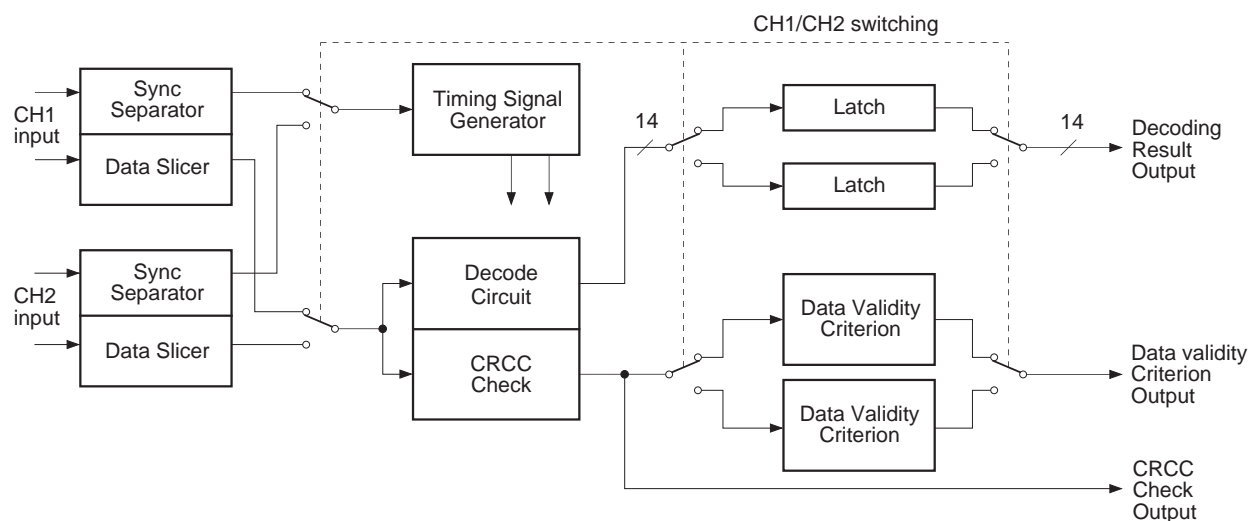 CH1/CH2 switching
Sync
Separator
CH1
input
Data Slicer
Timing Signal
Generator
14
Latch
Latch
14
Decoding
Result
Output
Sync
Separator
CH2
input
Data Slicer
Decode
Circuit
CRCC
Check
Data Validity
Criterion
Data Validity
Criterion
Data validity
Criterion
Output
CRCC
Check
Output